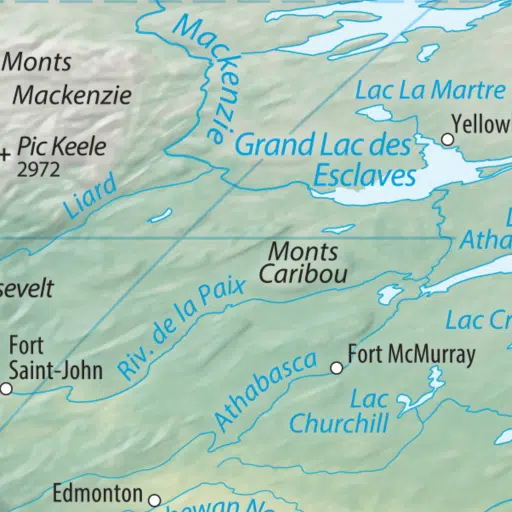 Mackenzie
Monts
Mackenzie
Lac La Martre
Yellow
Pic Keele
2972
Grand Lac des
Esclaves
Liard
L
Atha
Monts
Caribou
sevelt
Riv. de la Paix
Lac Cr
Fort
Saint-John
Fort McMurray
Athabasca
Lac
Churchill
Edmonton
hewan N